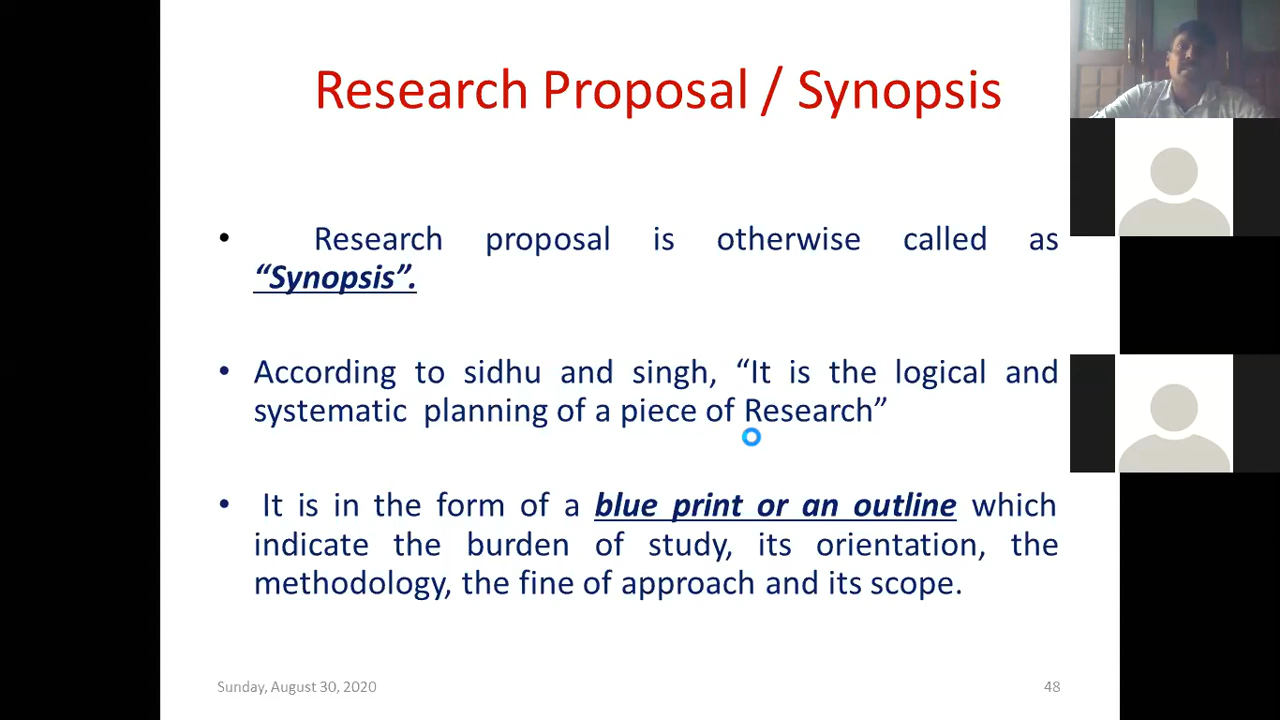 Research Proposal / Synopsis
• Research proposal is otherwise called as
“Synopsis”.
• According to sidhu and singh, “It is the logical and
systematic planning of a piece of Research”
• It is in the form of a blue print or an outline which
indicate the burden of study, its orientation, the
methodology, the fine of approach and its scope.
Sunday, August 30, 2020
48